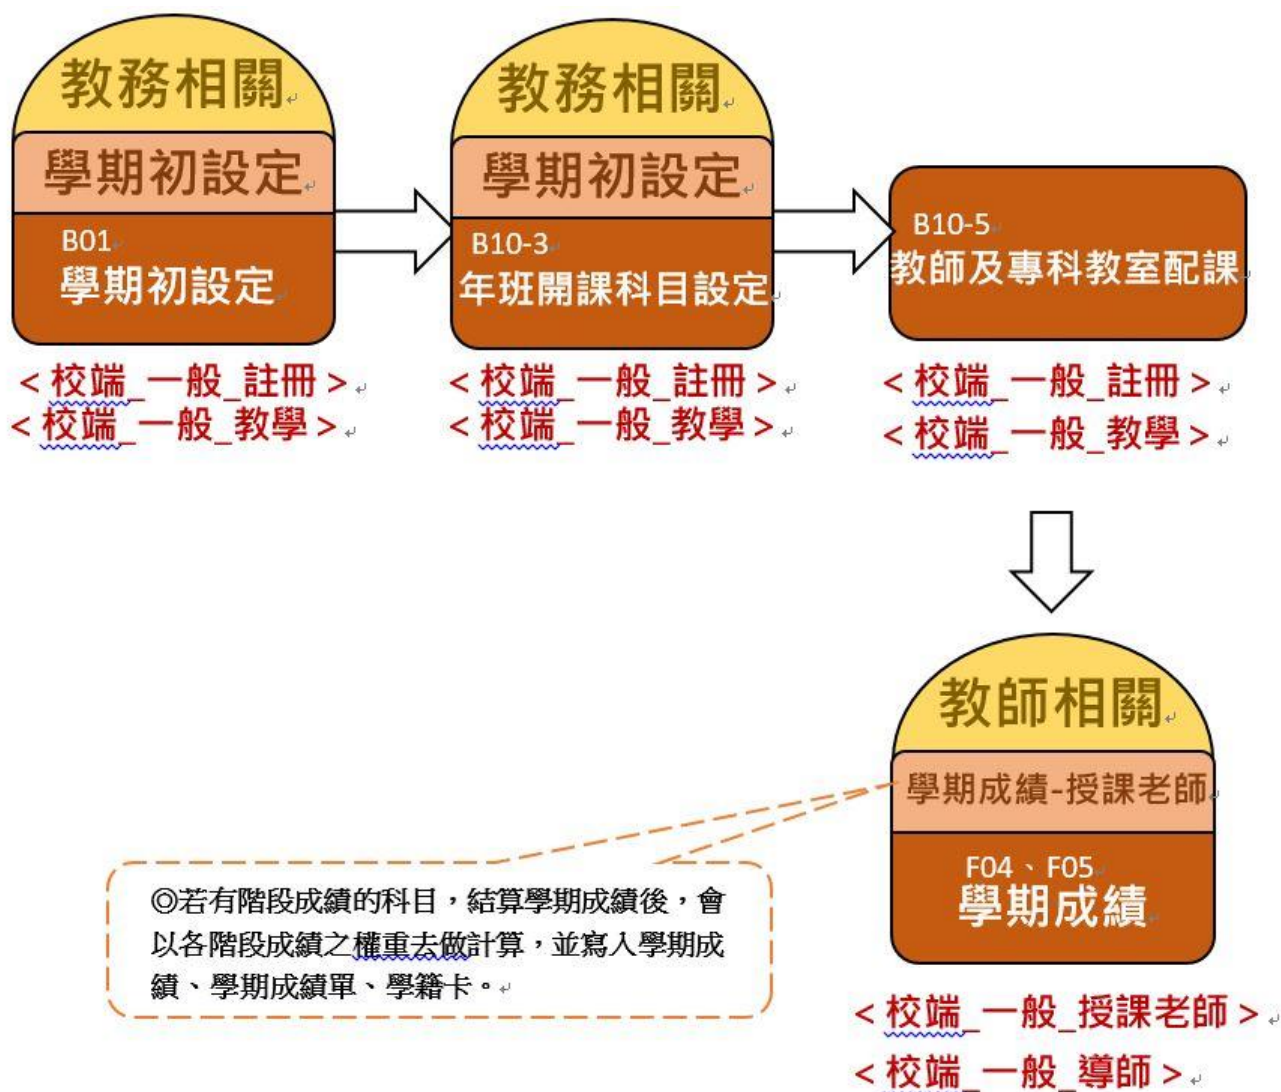 教務相關
學期初設定
B01
學期初設定
<校端_一般_註冊>
<校端_一般_教學>
教務相關
學期初設定
B10-3
年班開課科目設定
<校端_一般_註冊>
<校端_一般_教學>
B10-5
教師及專科教室配課
<校端_一般_註冊>
<校端_一般_教學>
教師相關
學期成績-授課老師
F04、F05
學期成績
<校端_一般_授課老師>
<校端_一般_導師>
◎若有階段成績的科目，結算學期成績後，會
以各階段成績之權重去做計算，並寫入學期成
績、學期成績單、學籍卡。